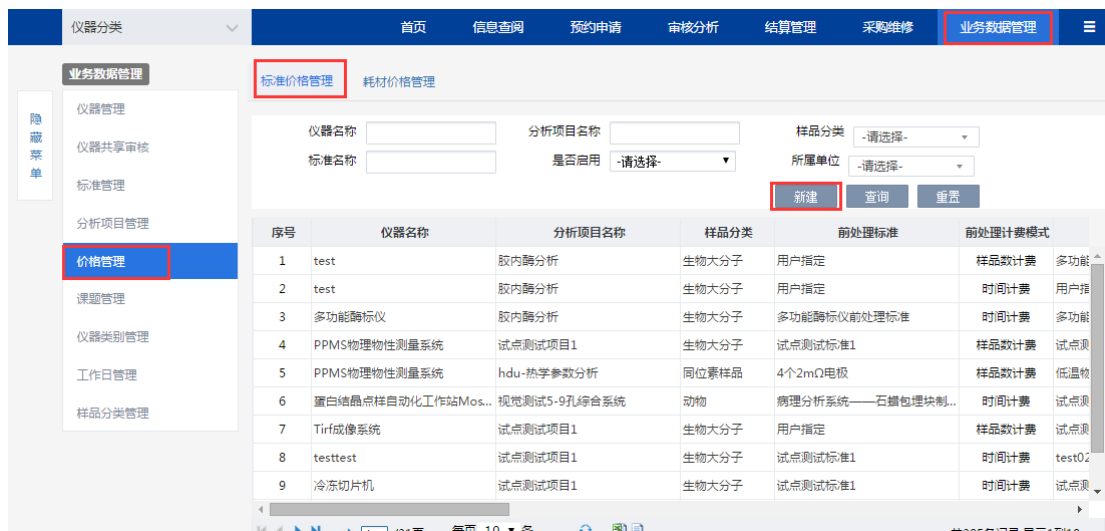 仪器分类 首页 信息查阅 预约申请 审核分析 结算管理 采购维修 业务数据管理
业务数据管理
隐藏菜单
仪器管理
仪器共享审核
标准管理
分析项目管理
价格管理
课题管理
仪器类别管理
工作日管理
样品分类管理
标准价格管理 耗材价格管理
仪器名称 分析项目名称 样品分类 -请选择-
标准名称 是否启用 -请选择- 所属单位 -请选择-
新建 查询 重置
序号 仪器名称 分析项目名称 样品分类 前处理标准 前处理计费模式
1 test 胶内酶分析 生物大分子 用户指定 样品数计费 多功能
2 test 胶内酶分析 生物大分子 用户指定 时间计费 用户指
3 多功能酶标仪 胶内酶分析 生物大分子 多功能酶标仪前处理标准 时间计费 多功能
4 PPMS物理物性测量系统 试点测试项目1 生物大分子 试点测试标准1 样品数计费 试点测
5 PPMS物理物性测量系统 hdu-热学参数分析 同位素样品 4个2mΩ电极 样品数计费 低温物
6 蛋白结晶点样自动化工作站Mos... 视觉测试5-9孔综合系统 动物 病理分析系统——石蜡包埋块制... 时间计费 试点测
7 Tirf成像系统 试点测试项目1 生物大分子 用户指定 样品数计费 试点测
8 testtest 试点测试项目1 生物大分子 试点测试标准1 时间计费 test02
9 冷冻切片机 试点测试项目1 生物大分子 试点测试标准1 时间计费 试点测
每页 10 条